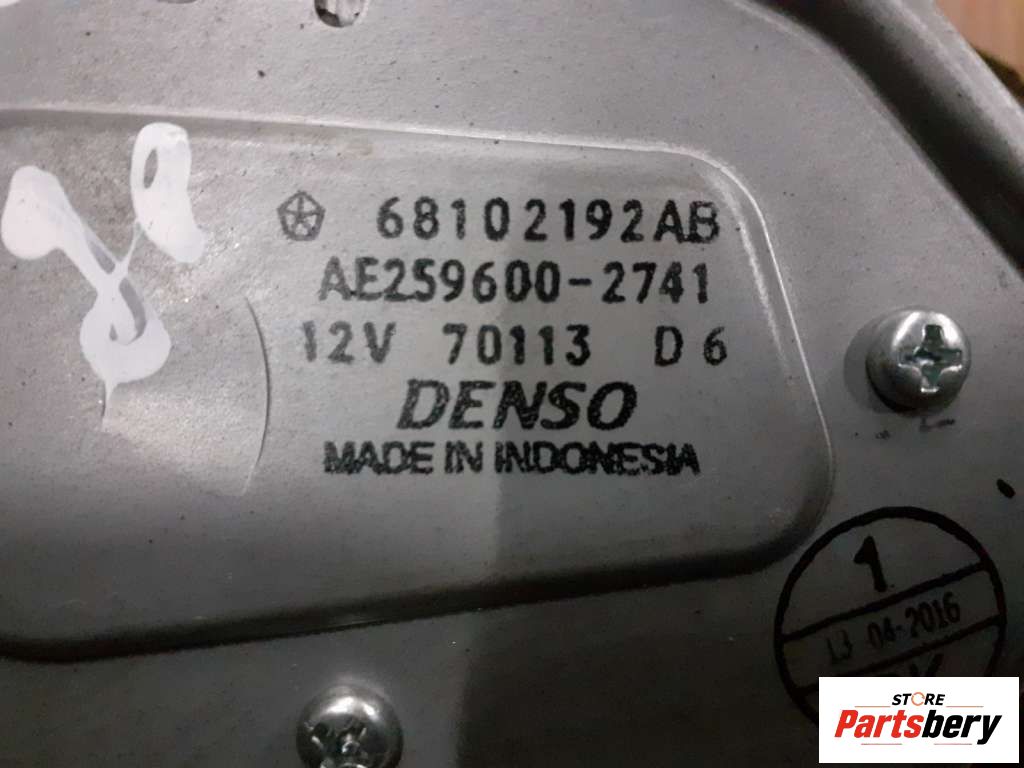 68102192AB
AE259600-2741
12V 70113 D6
DENSO
MADE IN INDONESIA
1
13 04-2016
STORE
Partsbery